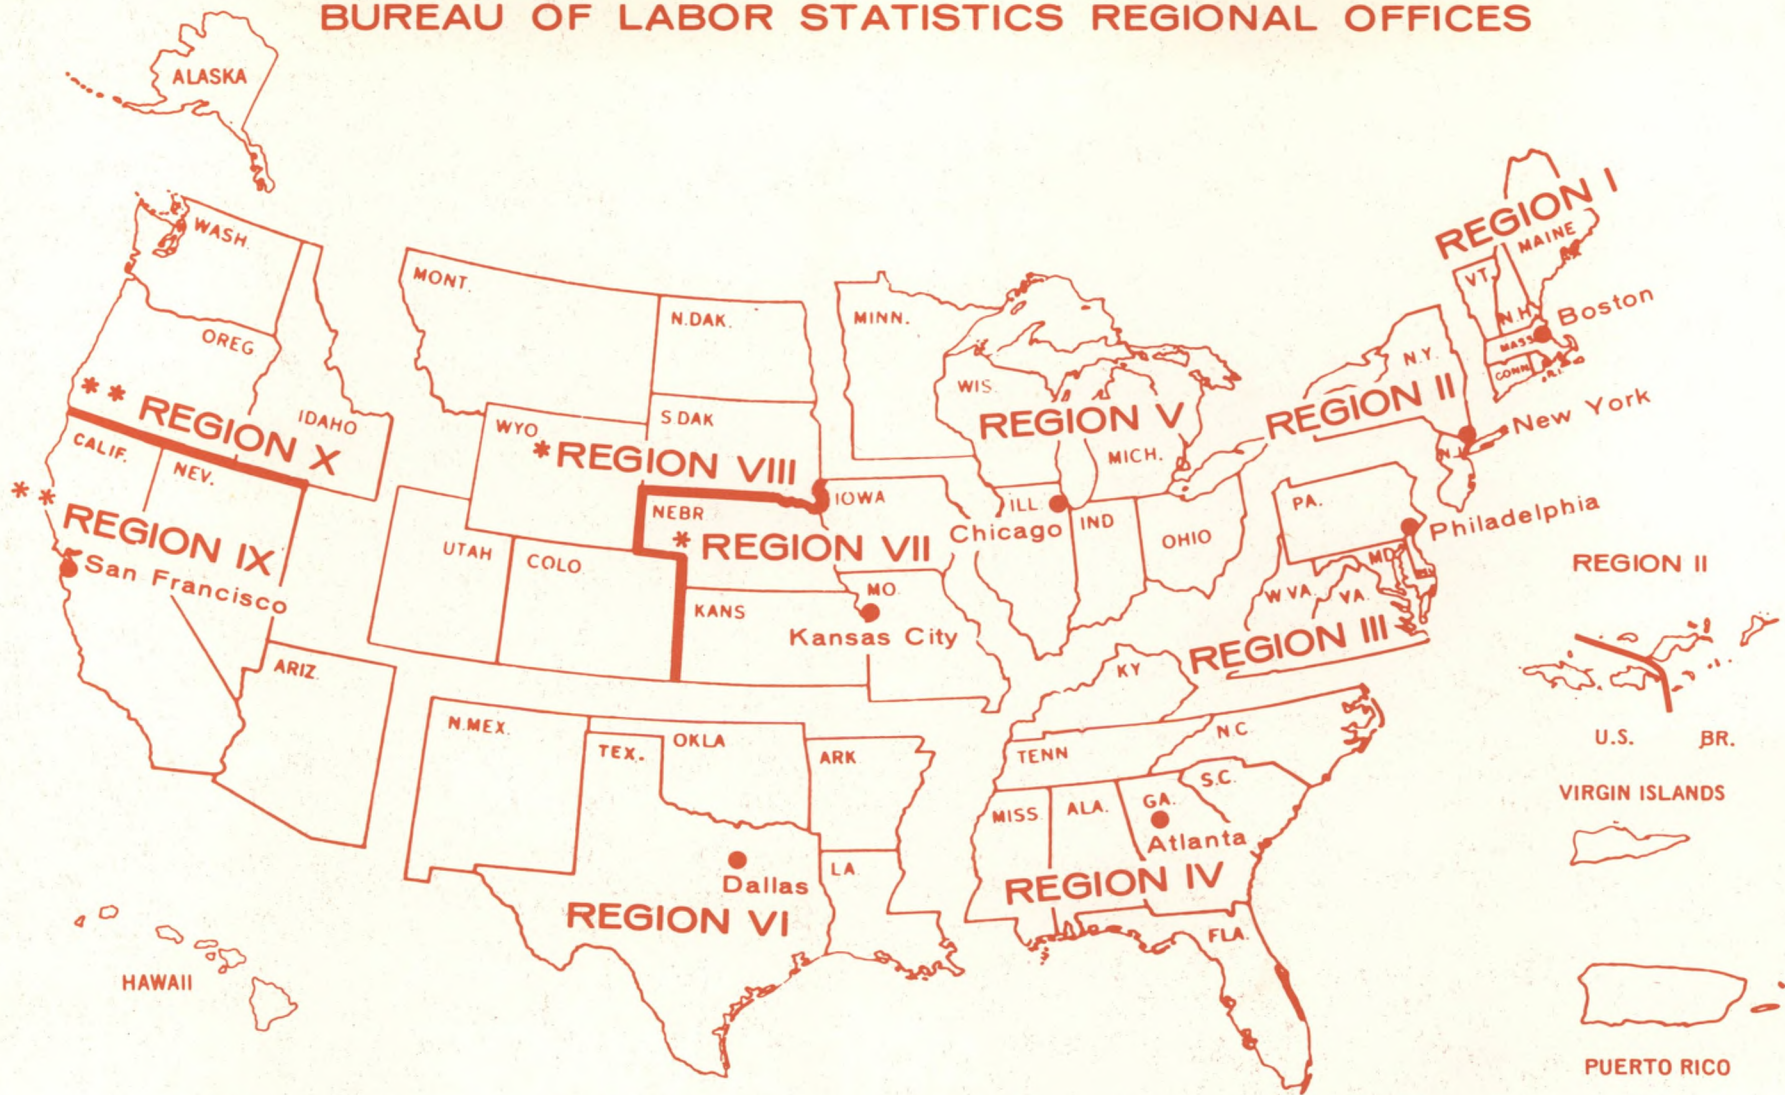 BUREAU OF LABOR STATISTICS REGIONAL OFFICES
ALASKA
REGION I
MAINE
WASH.
VT.
N.H.
MONT.
N.DAK.
MINN.
Boston
OREG.
MASS
N.Y.
CONN.
R.I.
WIS.
REGION II
** REGION X
IDAHO
WYO.
S.DAK
REGION V
New York
CALIF.
NEV.
*REGION VIII
MICH.
N.J.
IOWA
PA.
** REGION IX
NEBR
ILL.
Chicago
IND
OHIO
Philadelphia
UTAH
COLO.
* REGION VII
MD.
REGION II
San Francisco
KANS
MO.
W VA.
VA.
Kansas City
REGION III
ARIZ.
KY
N.MEX.
TEX.
OKLA
ARK
TENN
N.C.
U.S.
BR.
S.C.
VIRGIN ISLANDS
MISS
ALA.
GA.
Atlanta
Dallas
LA.
REGION IV
REGION VI
FLA.
HAWAII
PUERTO RICO